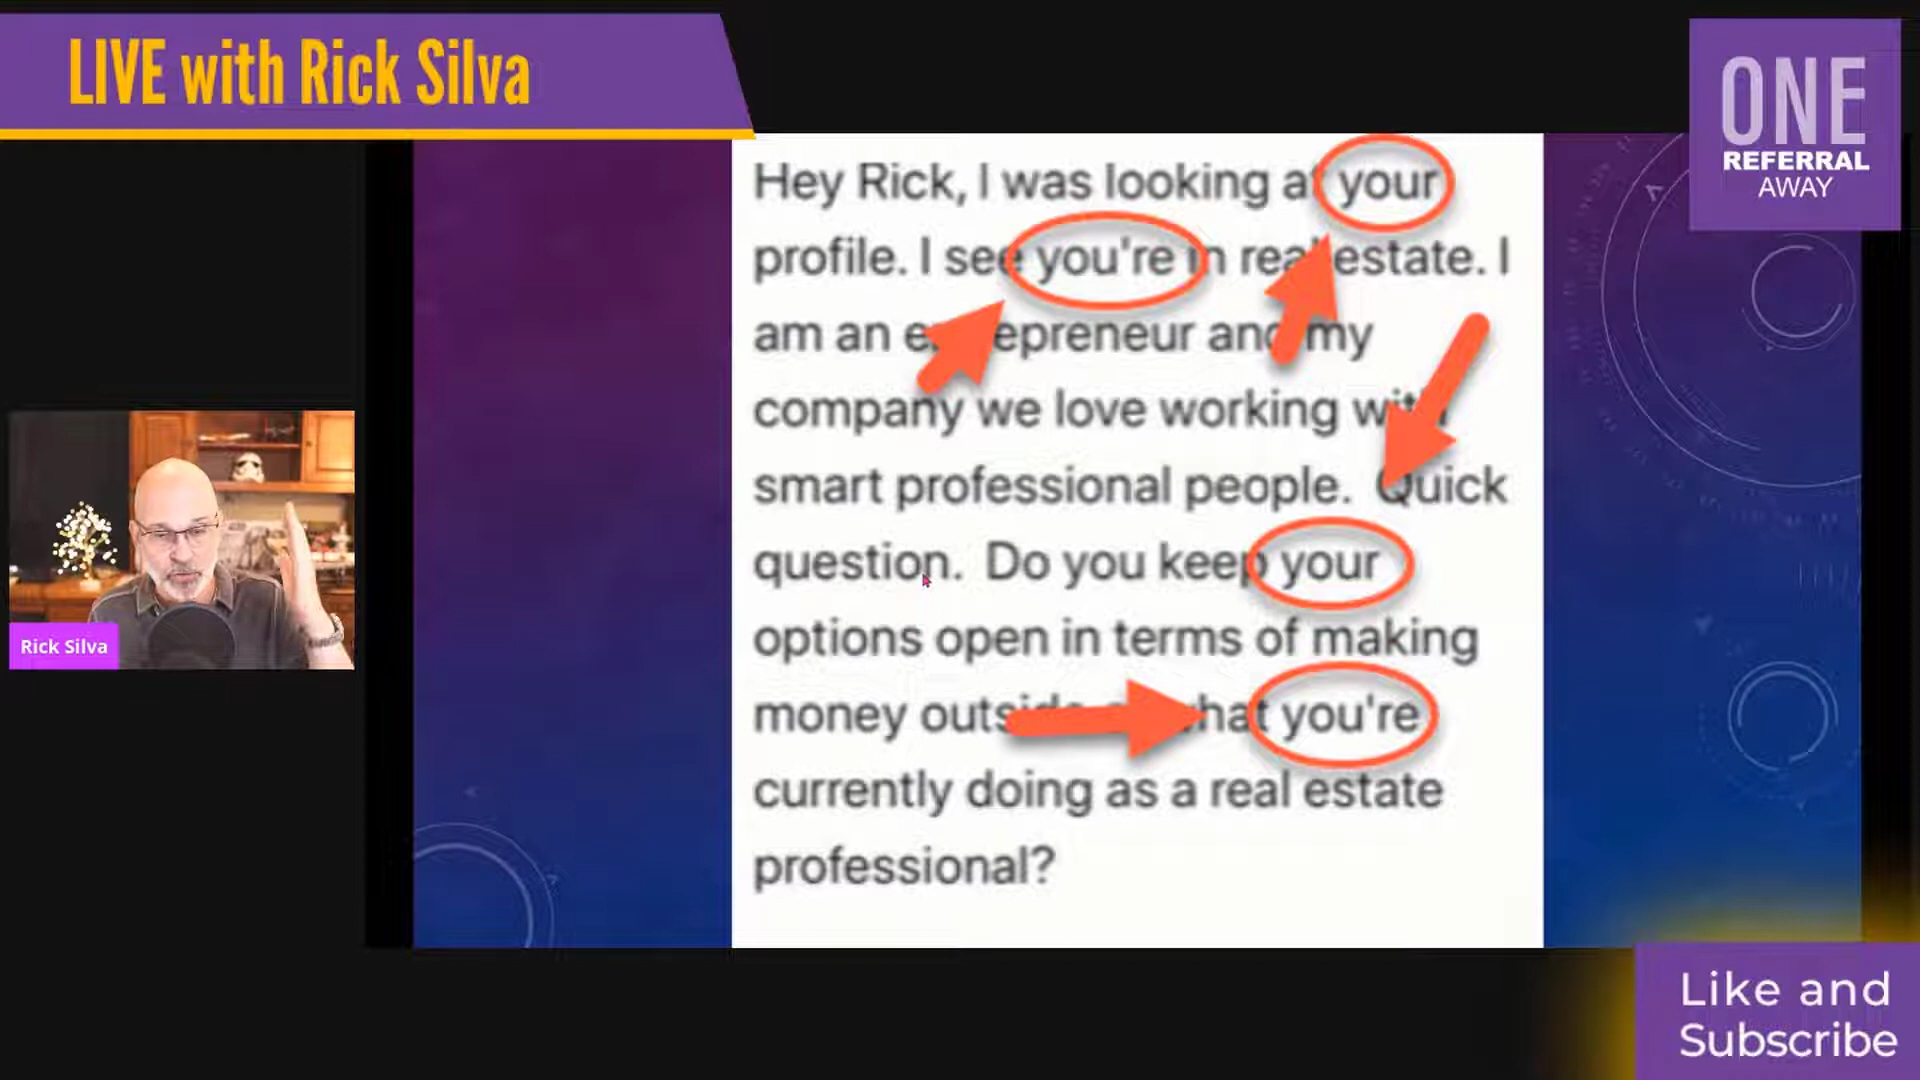 LIVE with Rick Silva
ONE
REFERRAL
AWAY
Hey Rick, I was looking at your
profile. I see you're in real estate. I
am an entrepreneur and my
company we love working with
smart professional people. Quick
question. Do you keep your
options open in terms of making
money outside what you're
currently doing as a real estate
professional?
Rick Silva
Like and
Subscribe